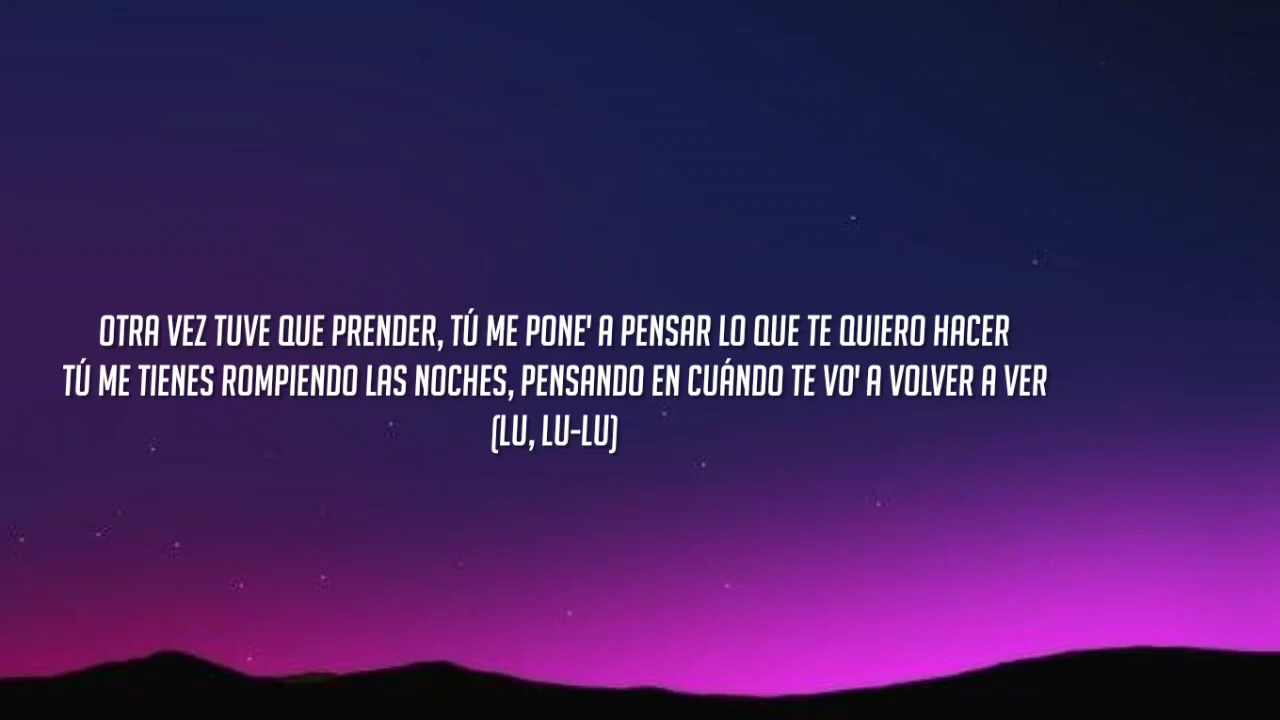 OTRA VEZ TUVE QUE PRENDER, TÚ ME PONE' A PENSAR LO QUE TE QUIERO HACER
TÚ ME TIENES ROMPIENDO LAS NOCHES, PENSANDO EN CUÁNDO TE VO' A VOLVER A VER
(LU, LU-LU)